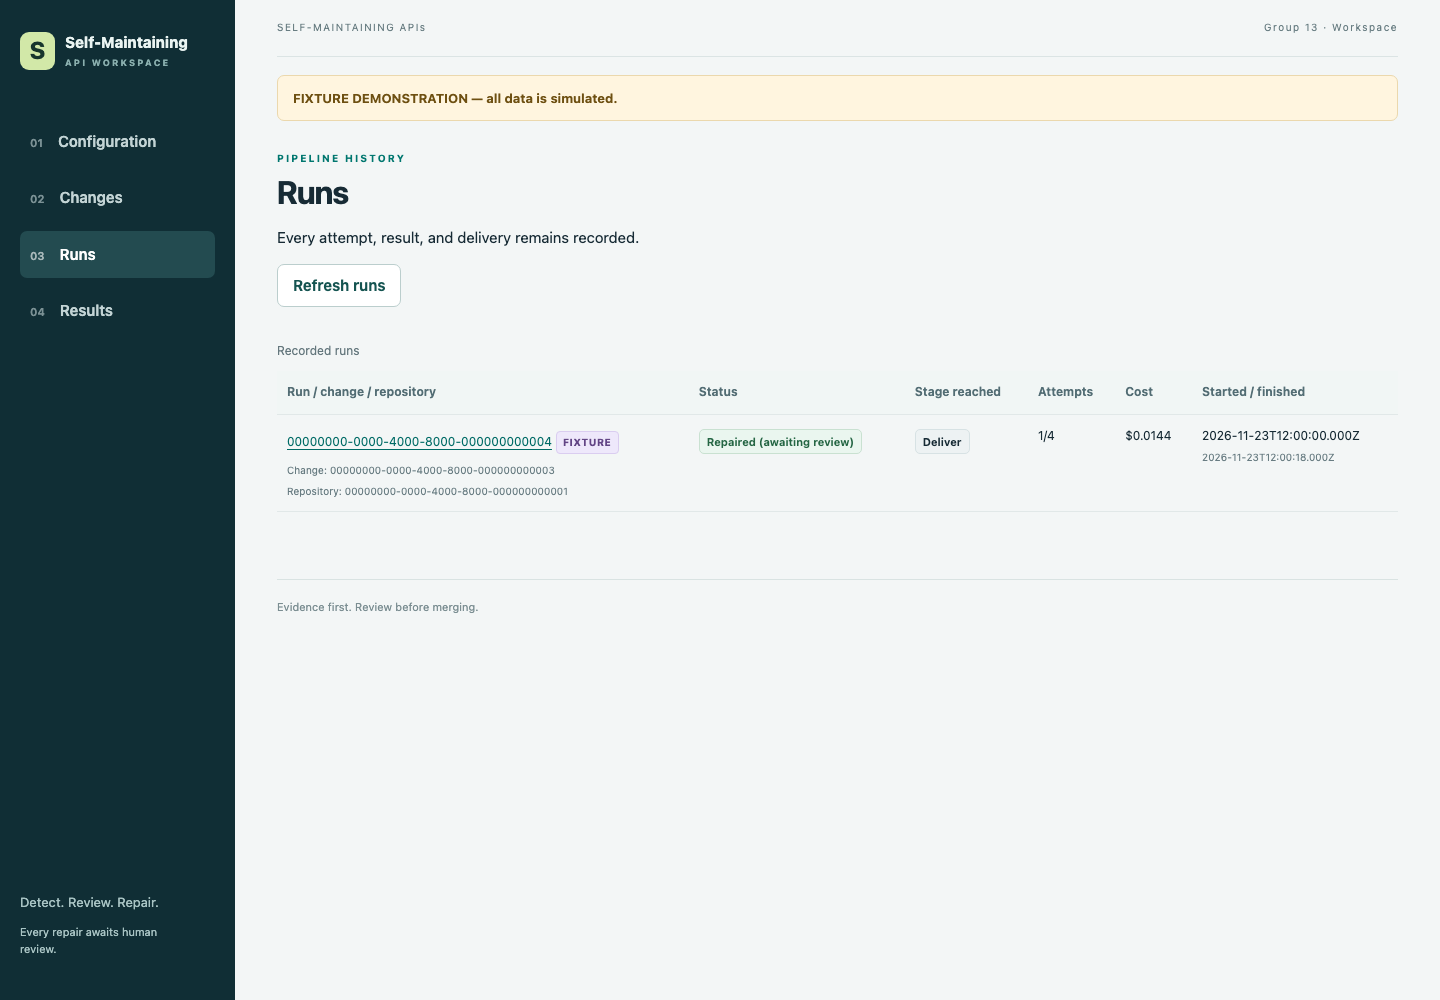 S
Self-Maintaining
API WORKSPACE
01 Configuration
02 Changes
03 Runs
04 Results
Detect. Review. Repair.
Every repair awaits human
review.
SELF-MAINTAINING APIs
Group 13 · Workspace
FIXTURE DEMONSTRATION — all data is simulated.
PIPELINE HISTORY
Runs
Every attempt, result, and delivery remains recorded.
Refresh runs
Recorded runs
Run / change / repository Status Stage reached Attempts Cost Started / finished
00000000-0000-4000-8000-000000000004 FIXTURE Repaired (awaiting review) Deliver 1/4 $0.0144 2026-11-23T12:00:00.000Z
2026-11-23T12:00:18.000Z
Change: 00000000-0000-4000-8000-000000000003
Repository: 00000000-0000-4000-8000-000000000001
Evidence first. Review before merging.